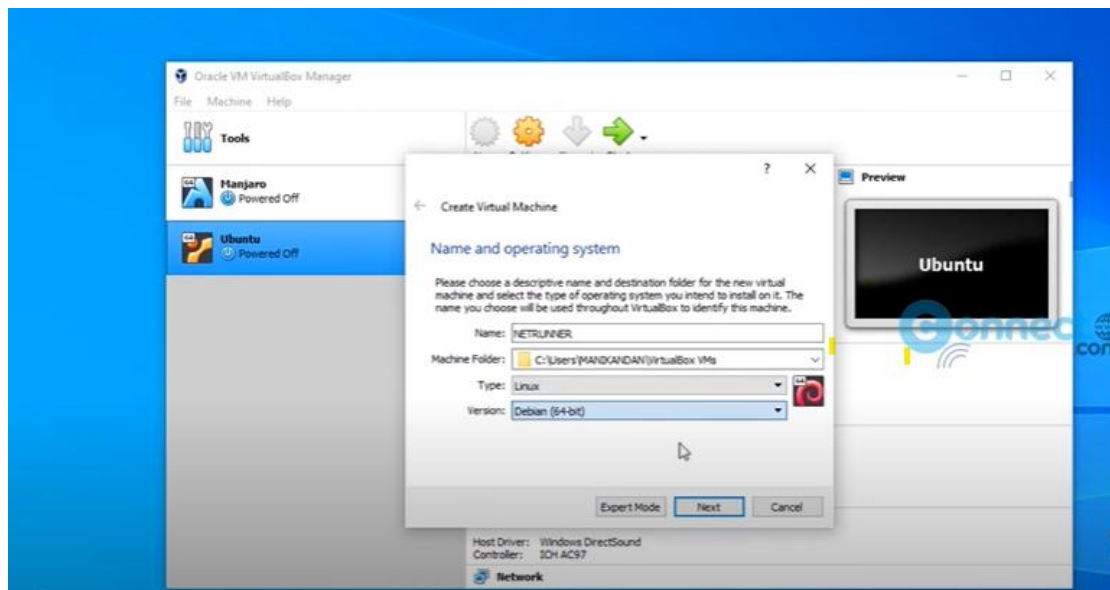 Oracle VM VirtualBox Manager
File Machine Help
Tools
Manjaro
Powered Off
Ubuntu
Powered Off
Preview
Ubuntu
Create Virtual Machine
Name and operating system
Please choose a descriptive name and destination folder for the new virtual
machine and select the type of operating system you intend to install on it. The
name you choose will be used throughout VirtualBox to identify this machine.
Name: NETRUNNER
Machine Folder: C:\Users\MANIKANDAN\VirtualBox VMs
Type: Linux
Version: Debian (64-bit)
Expert Mode Next Cancel
Host Driver: Windows DirectSound
Controller: ICH AC97
Network
Connec